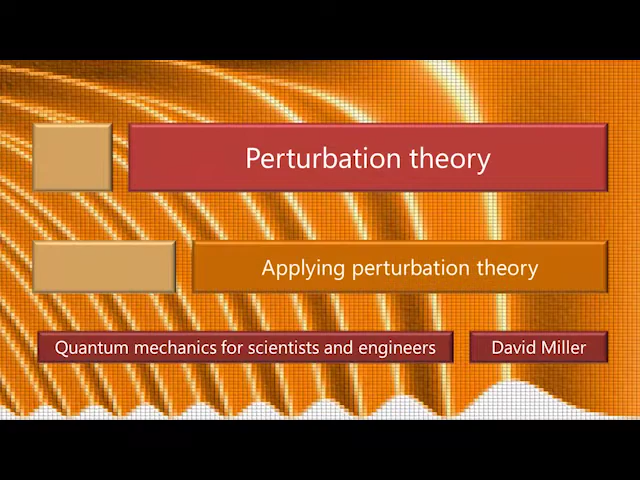 Perturbation theory
Applying perturbation theory
Quantum mechanics for scientists and engineers
David Miller